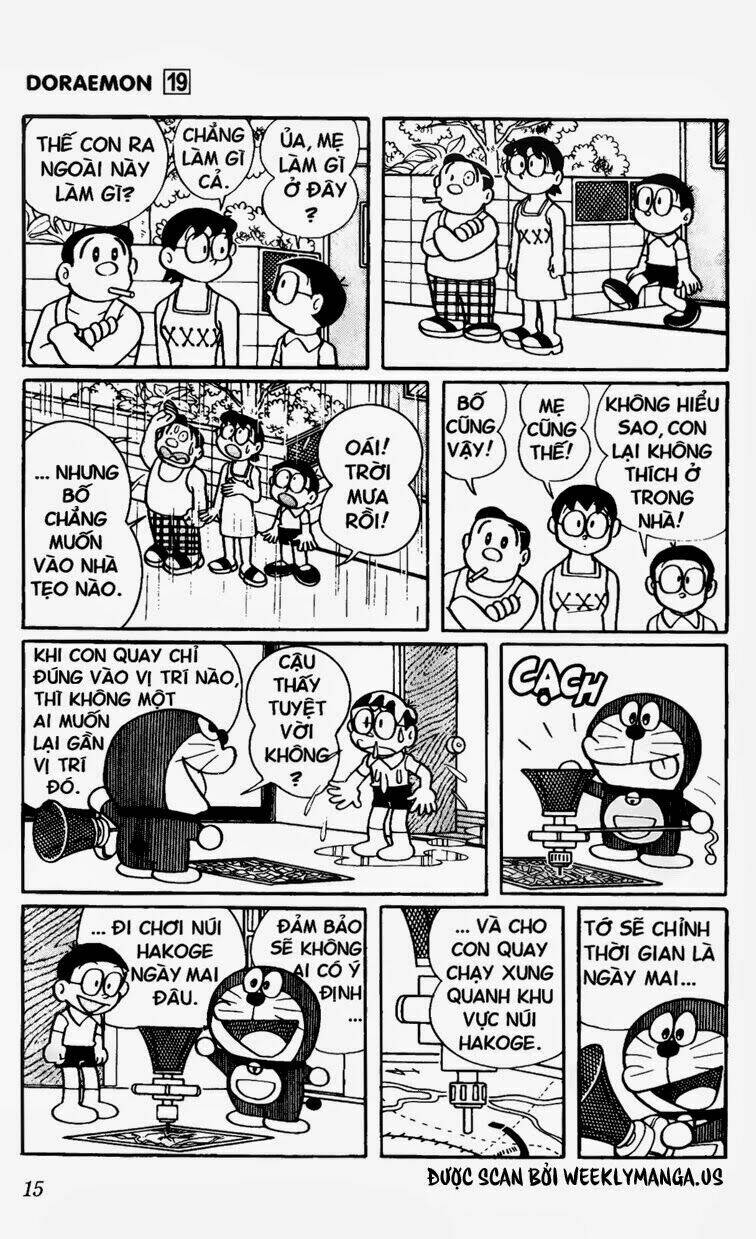 DORAEMON 19
ỦA, MẸ
LÀM GÌ
Ở ĐÂY
?
CHẲNG
LÀM GÌ
CẢ.
THẾ CON RA
NGOÀI NÀY
LÀM GÌ?
KHÔNG HIỂU
SAO, CON
LẠI KHÔNG
THÍCH Ở
TRONG
NHÀ!
MẸ
CŨNG
THẾ!
BỐ
CŨNG
VẬY!
OÁI!
TRỜI
MƯA
RỒI!
... NHƯNG
BỐ
CHẲNG
MUỐN
VÀO NHÀ
TẸO NÀO.
CẠCH
CẬU
THẤY
TUYỆT
VỜI
KHÔNG
?
KHI CON QUAY CHỈ
ĐÚNG VÀO VỊ TRÍ NÀO,
THÌ KHÔNG MỘT
AI MUỐN
LẠI GẦN
VỊ TRÍ
ĐÓ.
TỚ SẼ CHỈNH
THỜI GIAN LÀ
NGÀY MAI...
... VÀ CHO
CON QUAY
CHẠY XUNG
QUANH KHU
VỰC NÚI
HAKOGE.
ĐẢM BẢO
SẼ KHÔNG
AI CÓ Ý
ĐỊNH
...
... ĐI CHƠI NÚI
HAKOGE
NGÀY MAI
ĐÂU.
15
ĐƯỢC SCAN BỞI WEEKLYMANGA.US